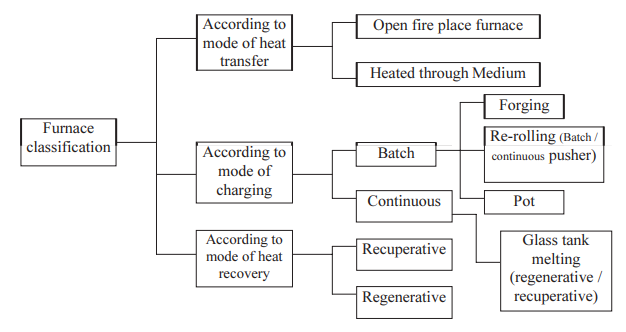 Furnace
classification
According to
mode of heat
transfer
Open fire place furnace
Heated through Medium
According to
mode of
charging
Batch
Forging
Re-rolling (Batch /
continuous pusher)
Pot
Continuous
Glass tank
melting
(regenerative /
recuperative)
According to
mode of heat
recovery
Recuperative
Regenerative